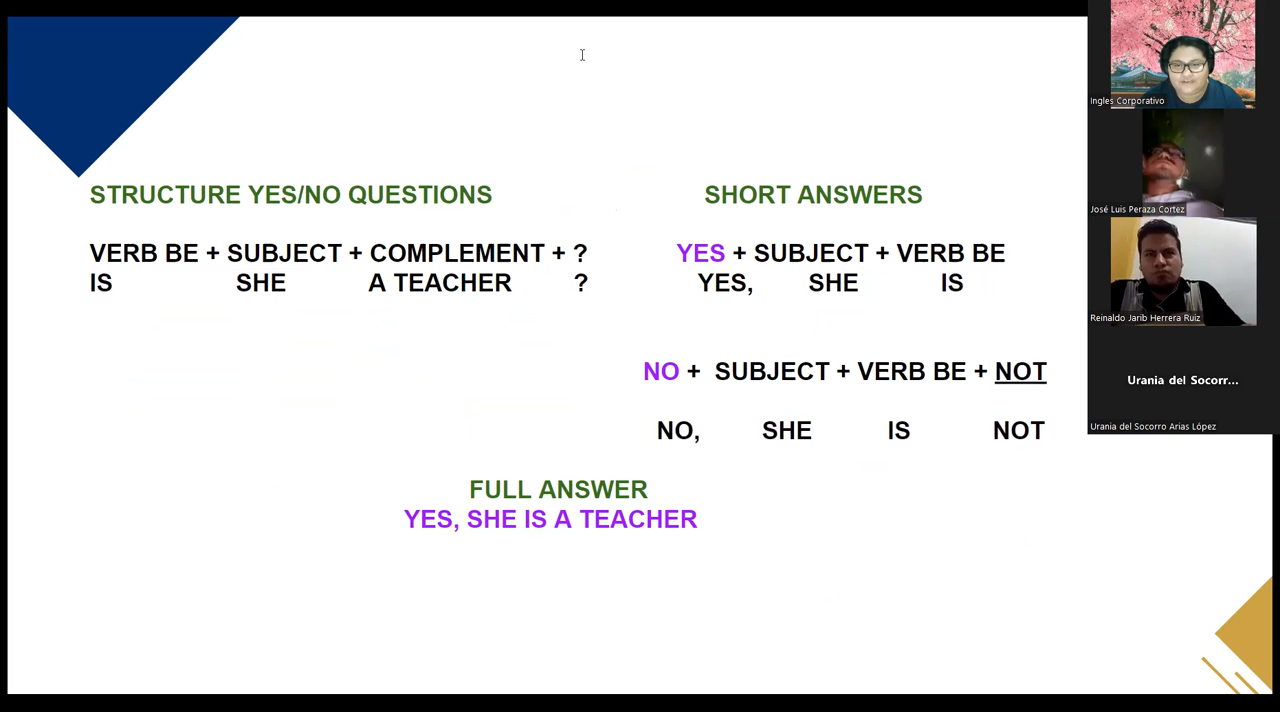 STRUCTURE YES/NO QUESTIONS
VERB BE + SUBJECT + COMPLEMENT + ?
IS SHE A TEACHER ?
SHORT ANSWERS
YES + SUBJECT + VERB BE
YES, SHE IS
NO + SUBJECT + VERB BE + NOT
NO, SHE IS NOT
FULL ANSWER
YES, SHE IS A TEACHER
Ingles Corporativo
José Luis Peraza Cortez
Reinaldo Jarib Herrera Ruiz
Urania del Socorr...
Urania del Socorro Arias López